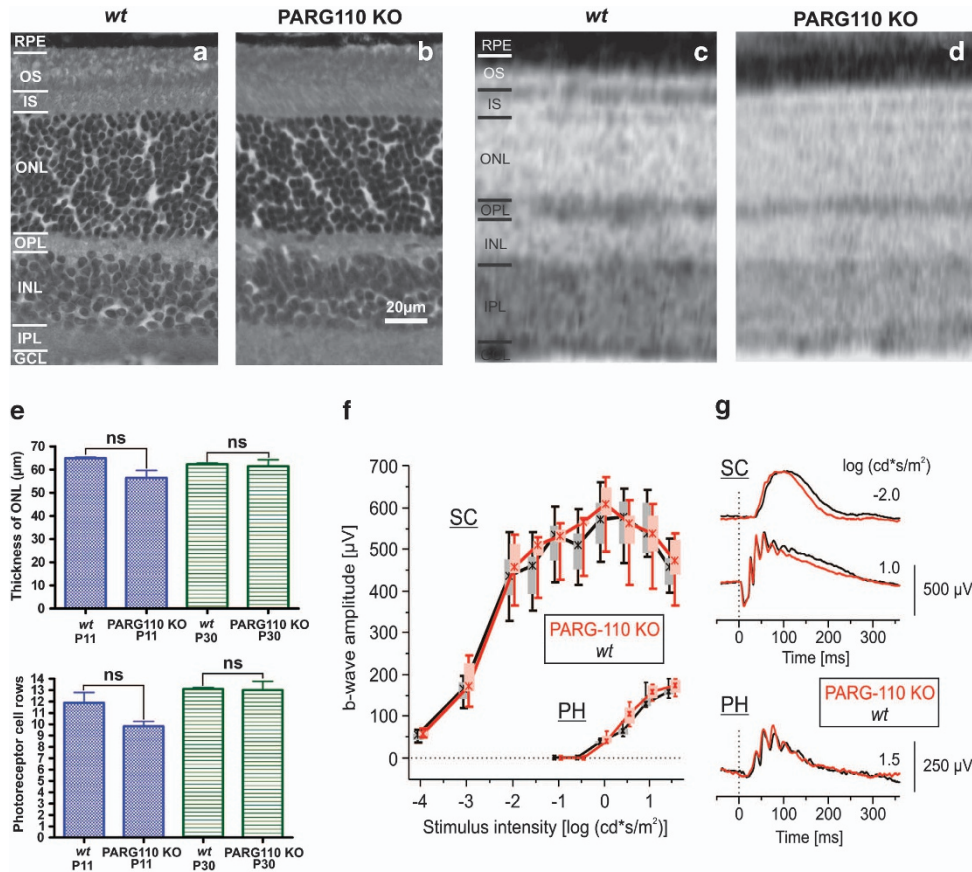 wt
PARG110 KO
wt
PARG110 KO
a
b
c
d
RPE
OS
IS
ONL
OPL
INL
IPL
GCL
20µm
RPE
OS
IS
ONL
OPL
INL
IPL
e
Thickness of ONL (µm)
70
60
50
40
30
20
10
0
ns
ns
wt
P11
PARG110 KO
P11
wt
P30
PARG110 KO
P30
Photoreceptor cell rows
14
13
12
11
10
9
8
7
6
5
4
3
2
1
0
ns
ns
wt
P11
PARG110 KO
P11
wt
P30
PARG110 KO
P30
f
b-wave amplitude [µV]
700
600
500
400
300
200
100
0
SC
PARG-110 KO
wt
PH
-4
-3
-2
-1
0
1
Stimulus intensity [log (cd*s/m²)]
g
SC
log (cd*s/m²)
-2.0
1.0
500 µV
0
100
200
300
Time [ms]
PH
PARG-110 KO
wt
1.5
250 µV
0
100
200
300
Time [ms]